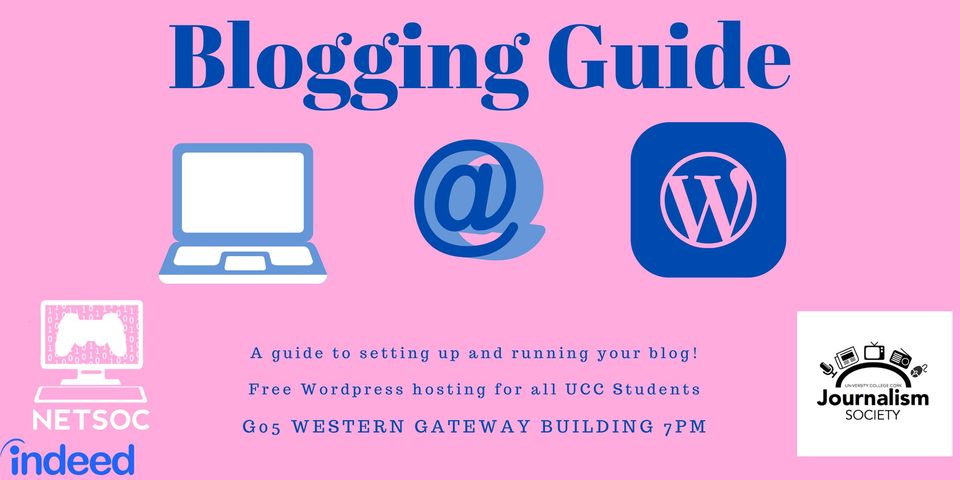 Blogging Guide
@
W
A guide to setting up and running your blog!
Free Wordpress hosting for all UCC Students
G05 WESTERN GATEWAY BUILDING 7PM
NETSOC
indeed
UNIVERSITY COLLEGE CORK
Journalism
SOCIETY